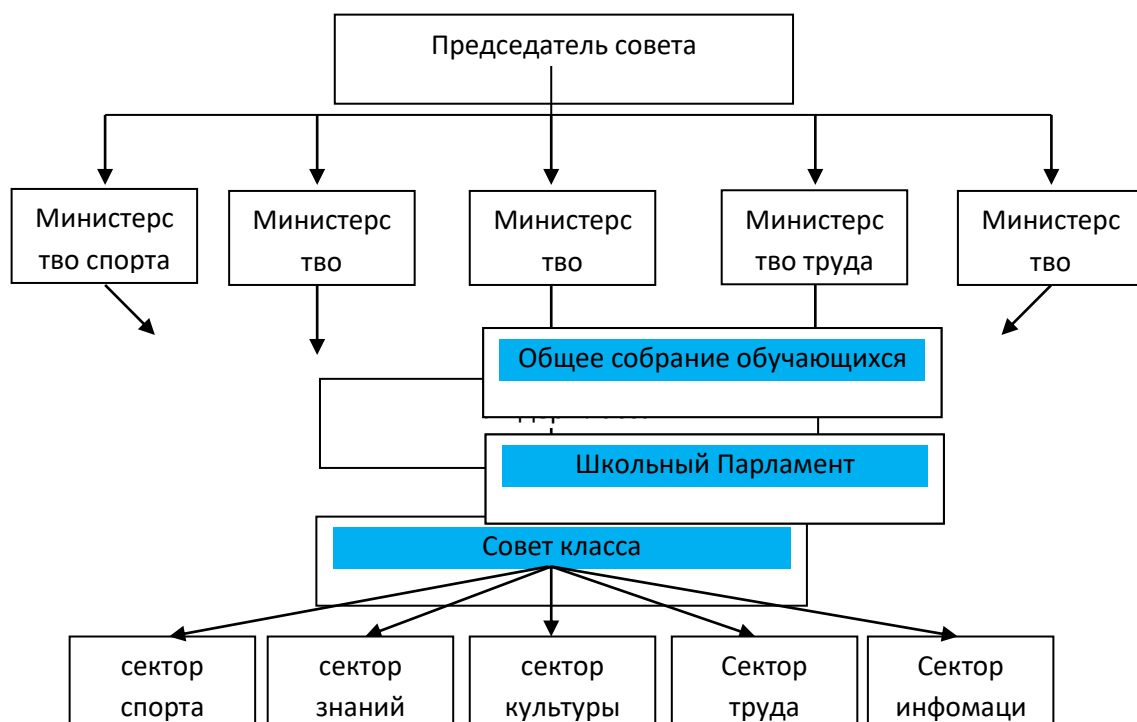 Председатель совета
Министерс
тво спорта
Министерс
тво
Министерс
тво
Министерс
тво труда
Министерс
тво
Общее собрание обучающихся
Школьный Парламент
Совет класса
сектор
спорта
сектор
знаний
сектор
культуры
Сектор
труда
Сектор
инфомаци